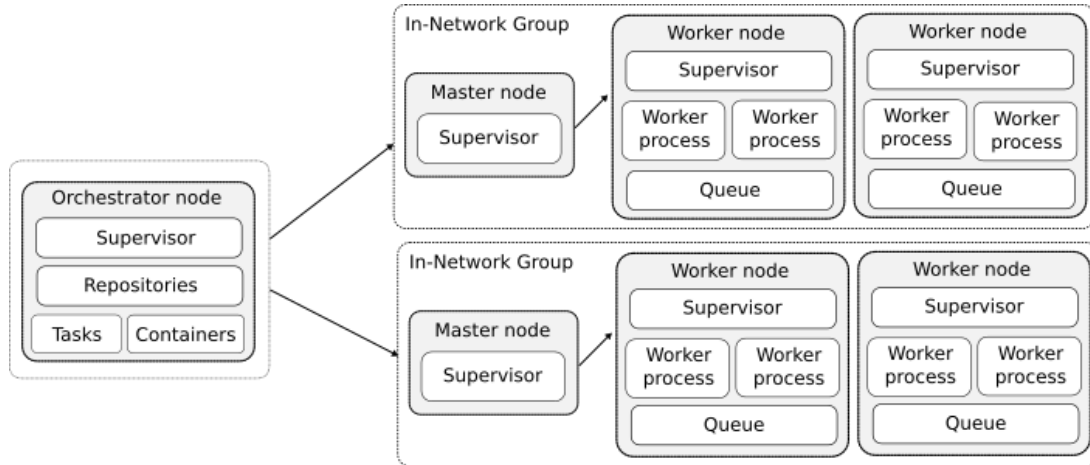 Orchestrator node
Supervisor
Repositories
Tasks
Containers
In-Network Group
Master node
Supervisor
Worker node
Supervisor
Worker
process
Worker
process
Queue
Worker node
Supervisor
Worker
process
Worker
process
Queue
In-Network Group
Master node
Supervisor
Worker node
Supervisor
Worker
process
Worker
process
Queue
Worker node
Supervisor
Worker
process
Worker
process
Queue